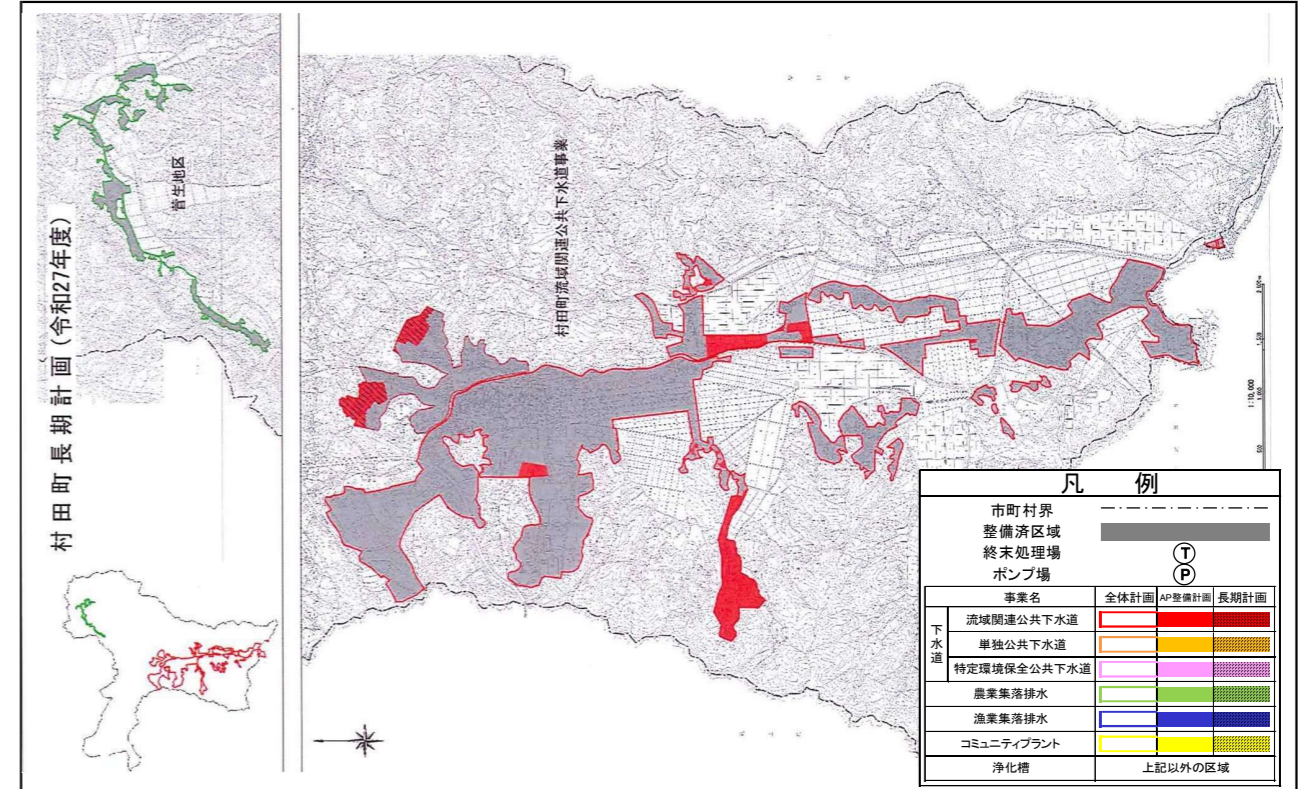 村田町長期計画(令和27年度)
菅生地区
村田町流域関連公共下水道事業
1:10,000
凡 例
市町村界
整備済区域
終末処理場 T
ポンプ場 P
事業名 全体計画 AP整備計画 長期計画
下水道
流域関連公共下水道
単独公共下水道
特定環境保全公共下水道
農業集落排水
漁業集落排水
コミュニティプラント
浄化槽 上記以外の区域